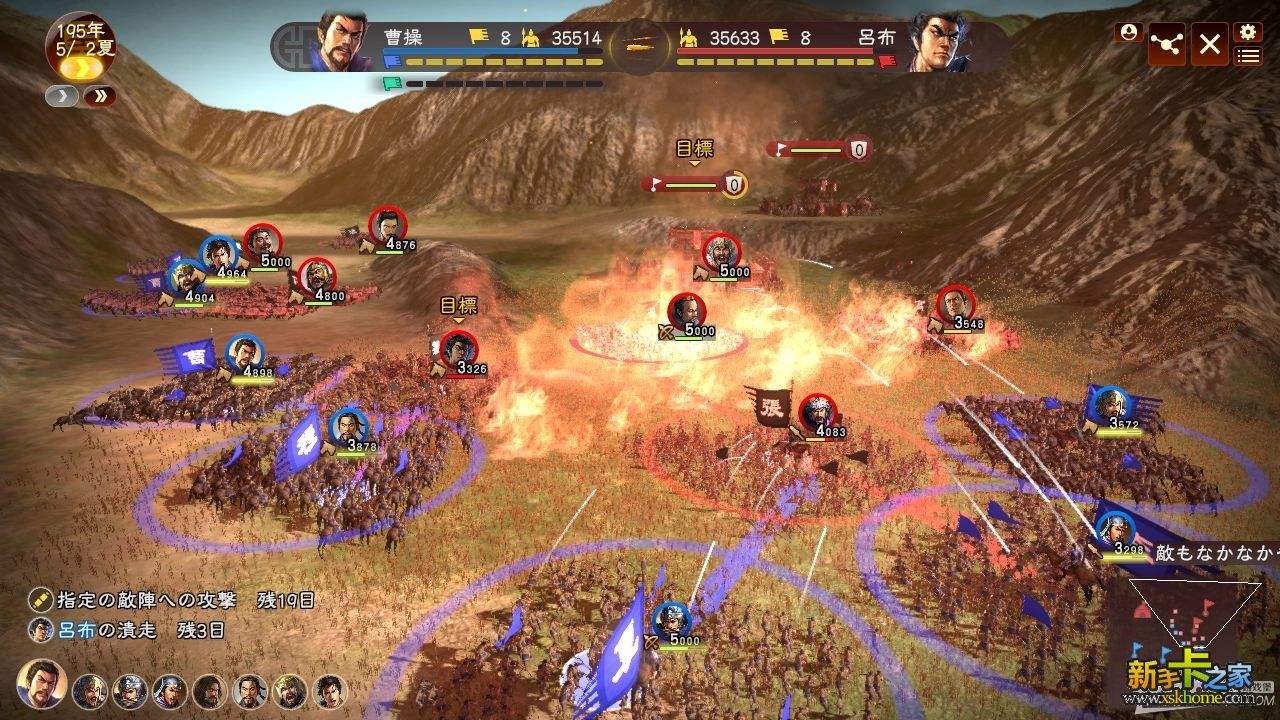 195年
5/ 2夏
曹操 8 35514
35633 8 呂布
目標
0
0
4876
5000
4964
4904
4800
5000
目標
5000
3548
3326
曹
4898
張
4083
3572
3878
3298
敵もなかなか
5000
指定の敵陣への攻撃 残19日
呂布の潰走 残3日
新手卡之家
www.xskhome.com